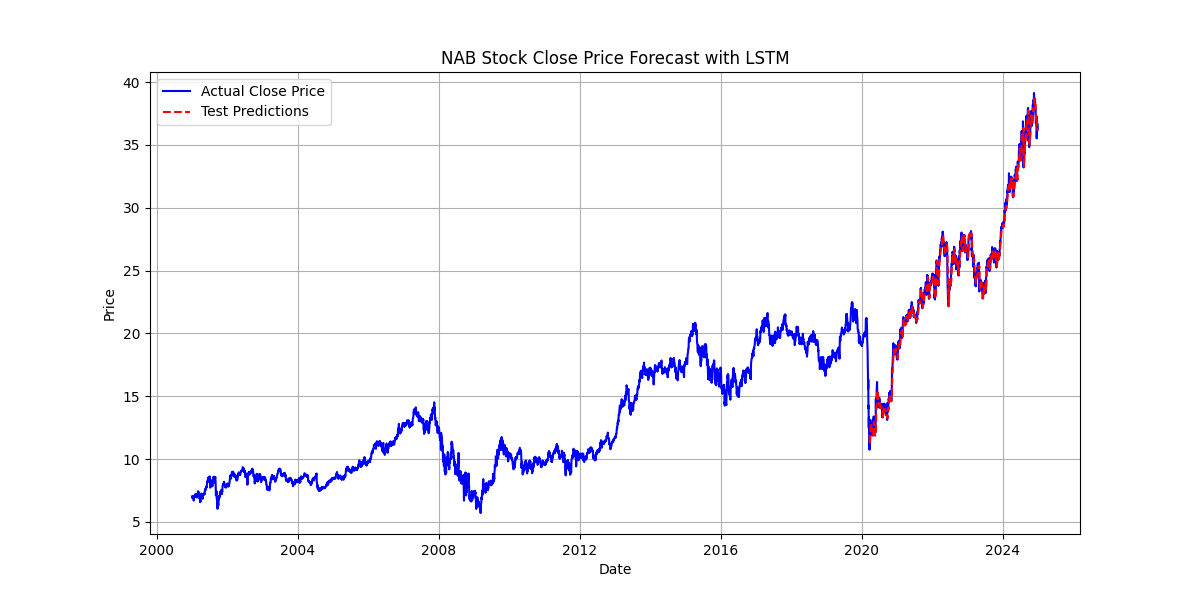 NAB Stock Close Price Forecast with LSTM
Actual Close Price
Test Predictions
40
35
30
25
20
15
10
5
Price
2000 2004 2008 2012 2016 2020 2024
Date